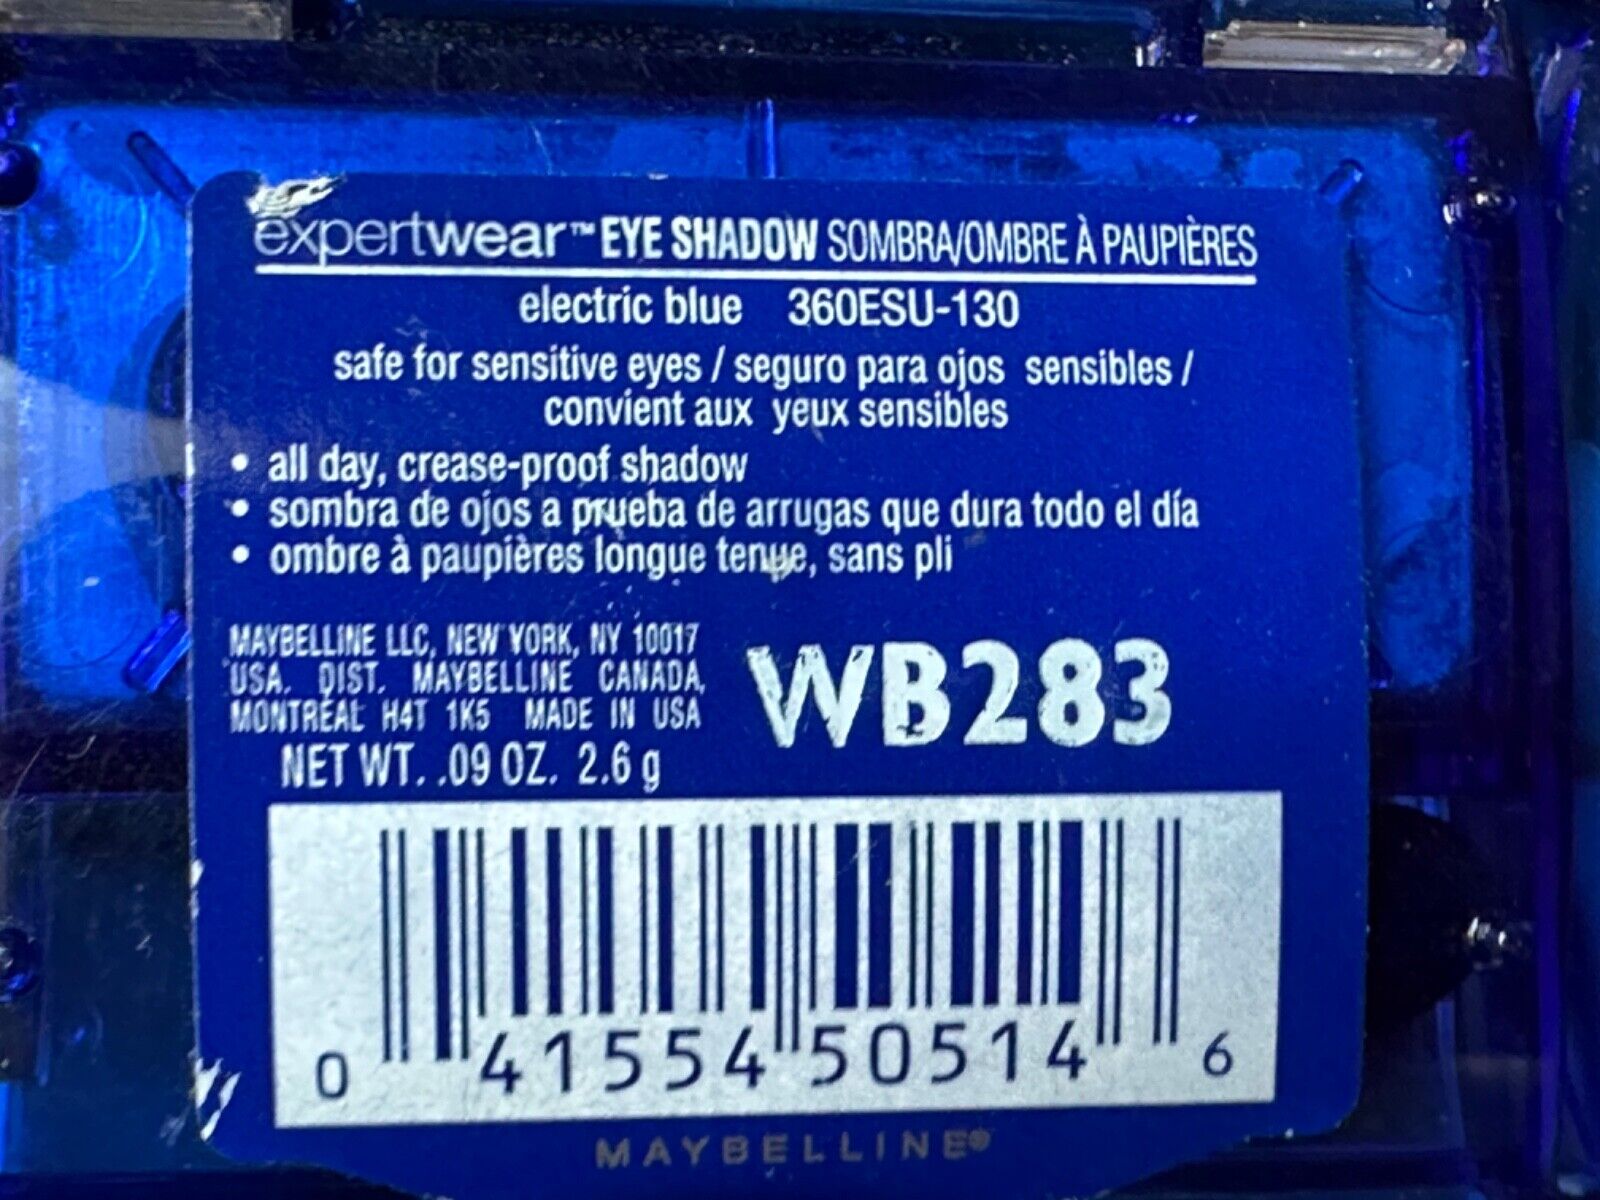 expertwear™ EYE SHADOW SOMBRA/OMBRE À PAUPIÈRES
electric blue 360ESU-130
safe for sensitive eyes / seguro para ojos sensibles /
convient aux yeux sensibles
• all day, crease-proof shadow
• sombra de ojos a prueba de arrugas que dura todo el día
• ombre à paupières longue tenue, sans pli
MAYBELLINE LLC, NEW YORK, NY 10017
USA. DIST. MAYBELLINE CANADA,
MONTRÉAL H4T 1K5 MADE IN USA
WB283
NET WT. .09 OZ. 2.6 g
0 41554 50514 6
MAYBELLINE®